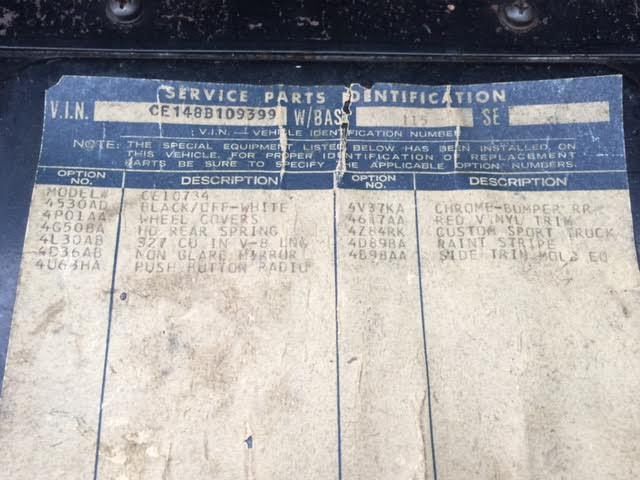 SERVICE PARTS IDENTIFICATION
V.I.N. CE148B109399 W/BASE 115 SE
V.I.N. — VEHICLE IDENTIFICATION NUMBER
NOTE: THE SPECIAL EQUIPMENT LISTED BELOW HAS BEEN INSTALLED ON
THIS VEHICLE. FOR PROPER IDENTIFICATION OF REPLACEMENT
PARTS BE SURE TO SPECIFY THE APPLICABLE OPTION NUMBERS.
OPTION NO. DESCRIPTION OPTION NO. DESCRIPTION
MODEL# CE10734
4530AD BLACK/OFF-WHITE 4V37KA CHROME-BUMPER RR
4P01AA WHEEL COVERS 4617AA RED VINYL TRIM
4G50BA HD REAR SPRING 4Z84RK CUSTOM SPORT TRUCK
4L30AB 327 CU IN V-8 ENG 4D89BA PAINT STRIPE
4D36AB NON GLARE MIRROR 4B98AA SIDE TRIM MOLD EQ
4U63HA PUSH BUTTON RADIO